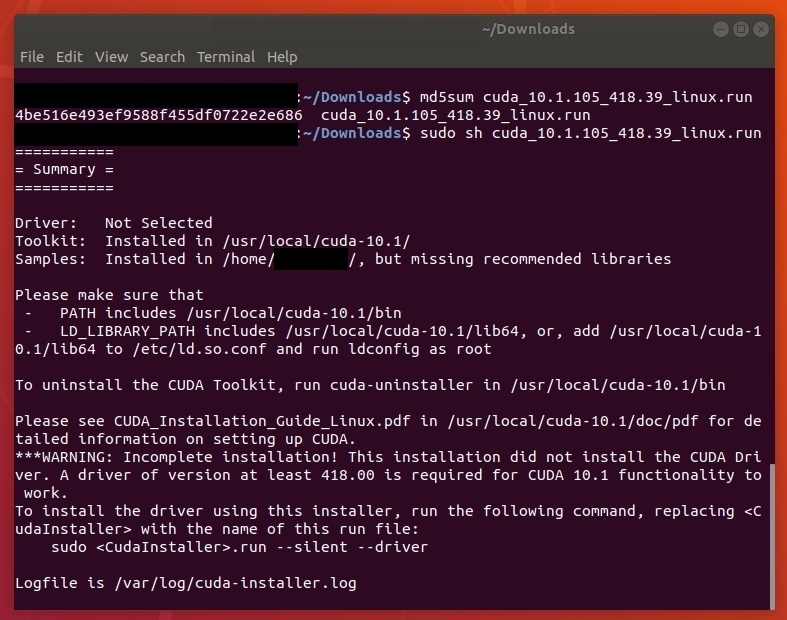 ~/Downloads
File Edit View Search Terminal Help
:~/Downloads$ md5sum cuda_10.1.105_418.39_linux.run
4be516e493ef9588f455df0722e2e686  cuda_10.1.105_418.39_linux.run
:~/Downloads$ sudo sh cuda_10.1.105_418.39_linux.run
===========
= Summary =
===========
Driver:   Not Selected
Toolkit:  Installed in /usr/local/cuda-10.1/
Samples:  Installed in /home/ /, but missing recommended libraries
Please make sure that
 -   PATH includes /usr/local/cuda-10.1/bin
 -   LD_LIBRARY_PATH includes /usr/local/cuda-10.1/lib64, or, add /usr/local/cuda-1
0.1/lib64 to /etc/ld.so.conf and run ldconfig as root
To uninstall the CUDA Toolkit, run cuda-uninstaller in /usr/local/cuda-10.1/bin
Please see CUDA_Installation_Guide_Linux.pdf in /usr/local/cuda-10.1/doc/pdf for de
tailed information on setting up CUDA.
***WARNING: Incomplete installation! This installation did not install the CUDA Dri
ver. A driver of version at least 418.00 is required for CUDA 10.1 functionality to
 work.
To install the driver using this installer, run the following command, replacing <C
udaInstaller> with the name of this run file:
    sudo <CudaInstaller>.run --silent --driver
Logfile is /var/log/cuda-installer.log